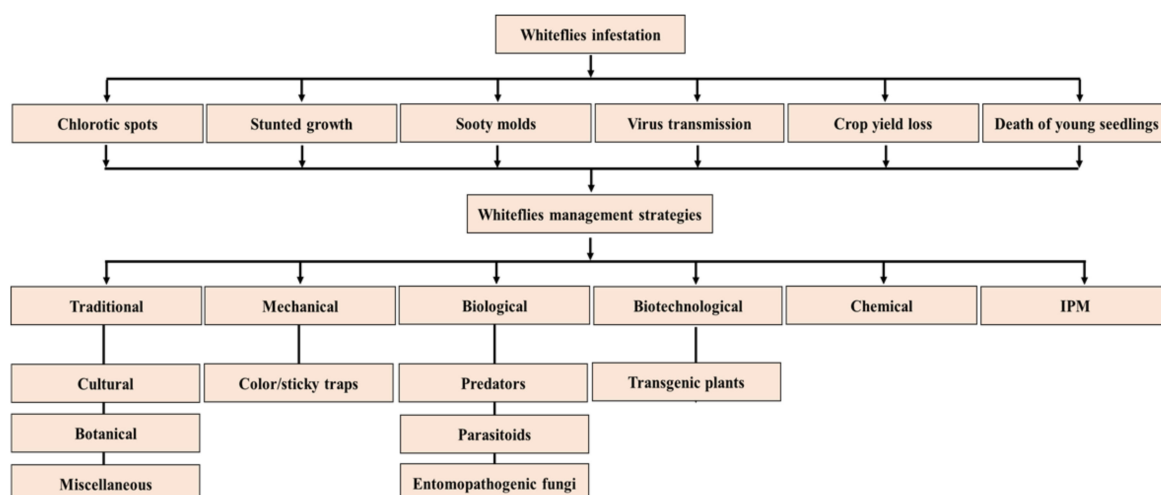 Whiteflies infestation
Chlorotic spots
Stunted growth
Sooty molds
Virus transmission
Crop yield loss
Death of young seedlings
Whiteflies management strategies
Traditional
Mechanical
Biological
Biotechnological
Chemical
IPM
Cultural
Color/sticky traps
Predators
Transgenic plants
Botanical
Parasitoids
Miscellaneous
Entomopathogenic fungi